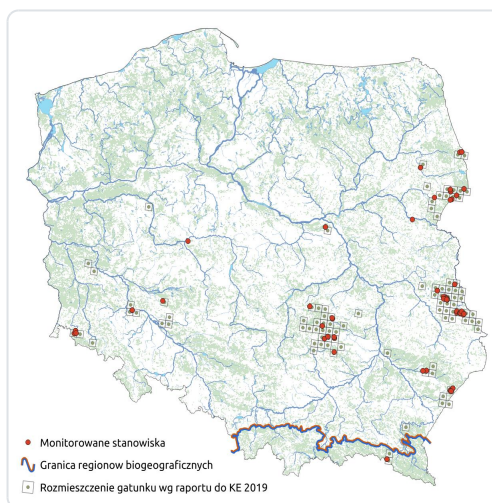 Monitorowane stanowiska
Granica regionow biogeograficznych
Rozmieszczenie gatunku wg raportu do KE 2019